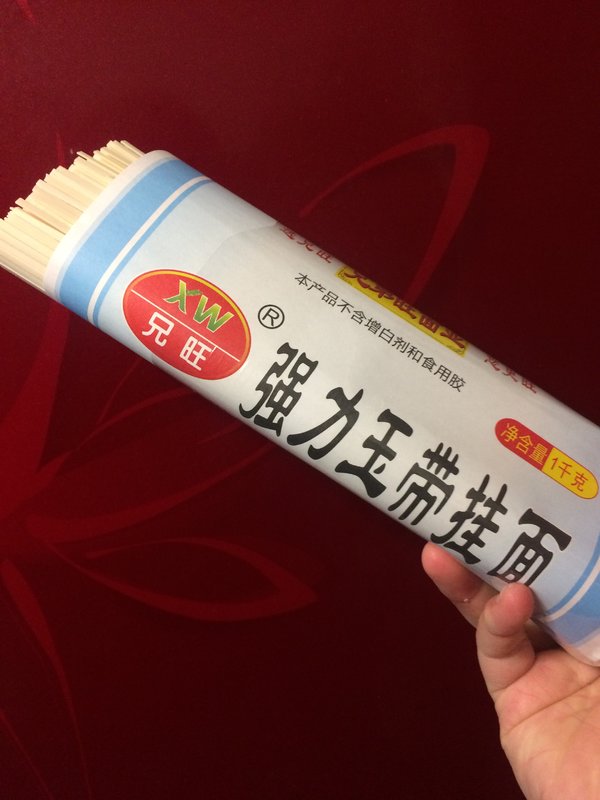 XW
兄旺
®
本产品不含增白剂和食用胶
强力玉带挂面
净含量 1千克